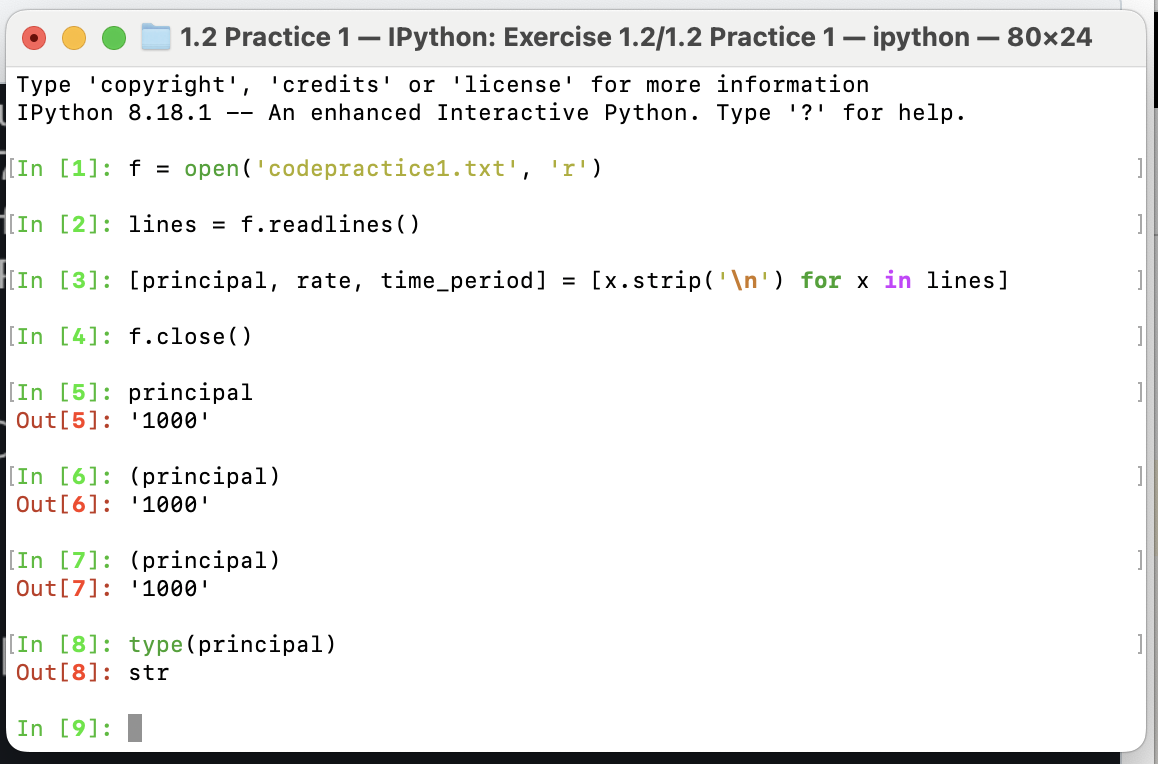 1.2 Practice 1 — IPython: Exercise 1.2/1.2 Practice 1 — ipython — 80×24
Type 'copyright', 'credits' or 'license' for more information
IPython 8.18.1 -- An enhanced Interactive Python. Type '?' for help.
[In [1]: f = open('codepractice1.txt', 'r') ]
[In [2]: lines = f.readlines() ]
[In [3]: [principal, rate, time_period] = [x.strip('\n') for x in lines] ]
[In [4]: f.close() ]
[In [5]: principal ]
Out[5]: '1000'
[In [6]: (principal) ]
Out[6]: '1000'
[In [7]: (principal) ]
Out[7]: '1000'
[In [8]: type(principal) ]
Out[8]: str
In [9]: